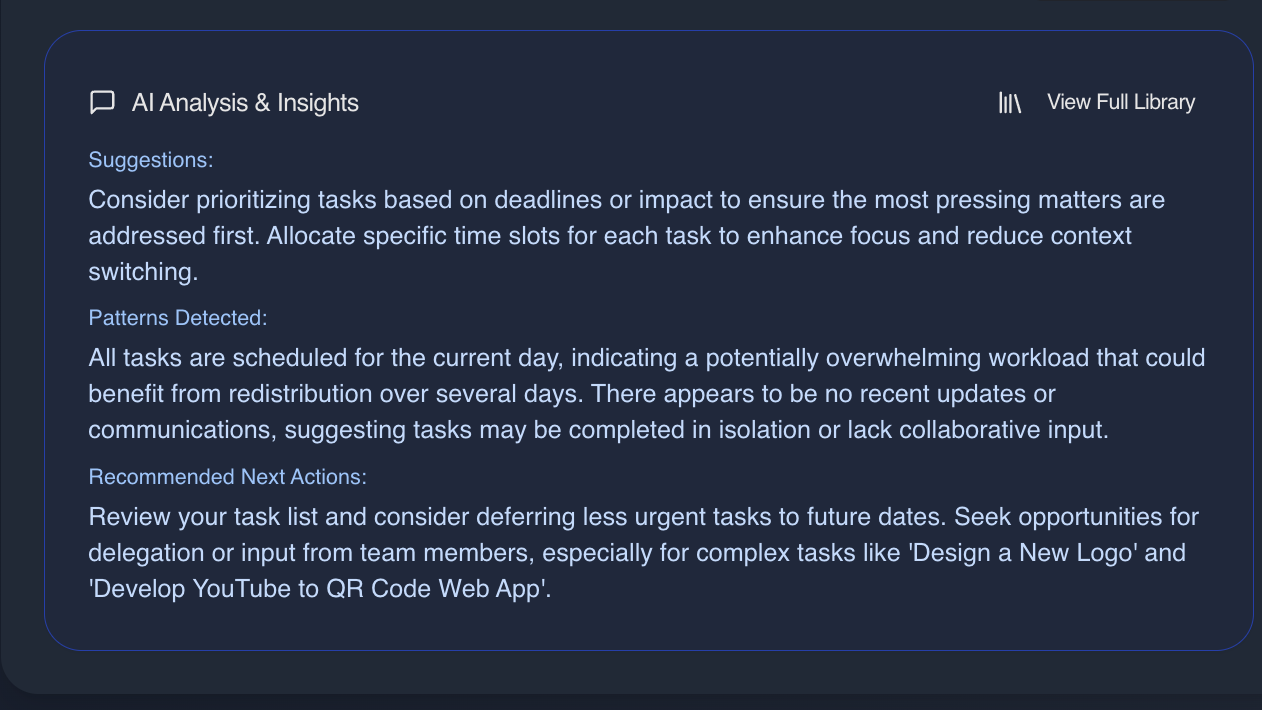 AI Analysis & Insights
View Full Library
Suggestions:
Consider prioritizing tasks based on deadlines or impact to ensure the most pressing matters are
addressed first. Allocate specific time slots for each task to enhance focus and reduce context
switching.
Patterns Detected:
All tasks are scheduled for the current day, indicating a potentially overwhelming workload that could
benefit from redistribution over several days. There appears to be no recent updates or
communications, suggesting tasks may be completed in isolation or lack collaborative input.
Recommended Next Actions:
Review your task list and consider deferring less urgent tasks to future dates. Seek opportunities for
delegation or input from team members, especially for complex tasks like 'Design a New Logo' and
'Develop YouTube to QR Code Web App'.